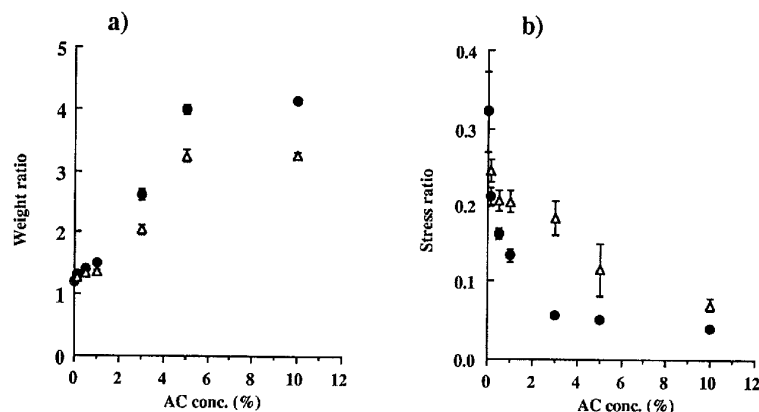 a)
5
4
3
2
1
0
Weight ratio
0 2 4 6 8 10 12
AC conc. (%)
b)
0.4
0.3
0.2
0.1
0.0
Stress ratio
0 2 4 6 8 10 12
AC conc. (%)